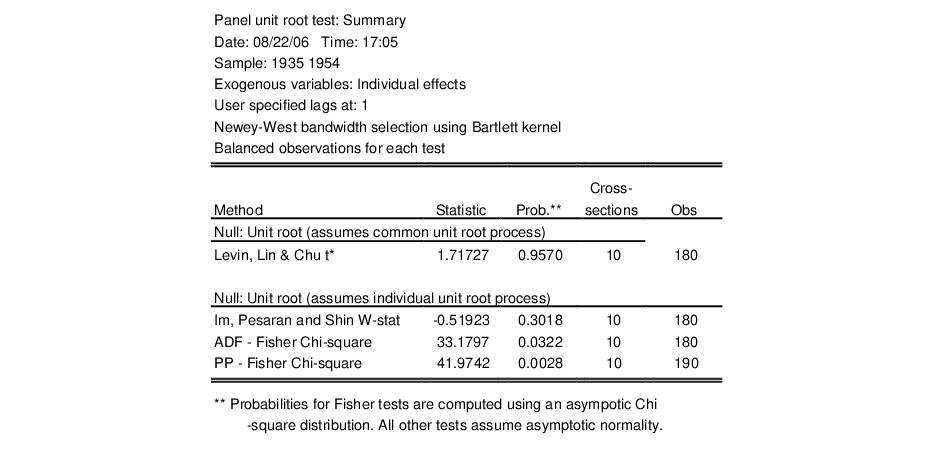 Panel unit root test: Summary
Date: 08/22/06 Time: 17:05
Sample: 1935 1954
Exogenous variables: Individual effects
User specified lags at: 1
Newey-West bandwidth selection using Bartlett kernel
Balanced observations for each test
Cross-
Method Statistic Prob.** sections Obs
Null: Unit root (assumes common unit root process)
Levin, Lin & Chu t* 1.71727 0.9570 10 180
Null: Unit root (assumes individual unit root process)
Im, Pesaran and Shin W-stat -0.51923 0.3018 10 180
ADF - Fisher Chi-square 33.1797 0.0322 10 180
PP - Fisher Chi-square 41.9742 0.0028 10 190
** Probabilities for Fisher tests are computed using an asympotic Chi
-square distribution. All other tests assume asymptotic normality.